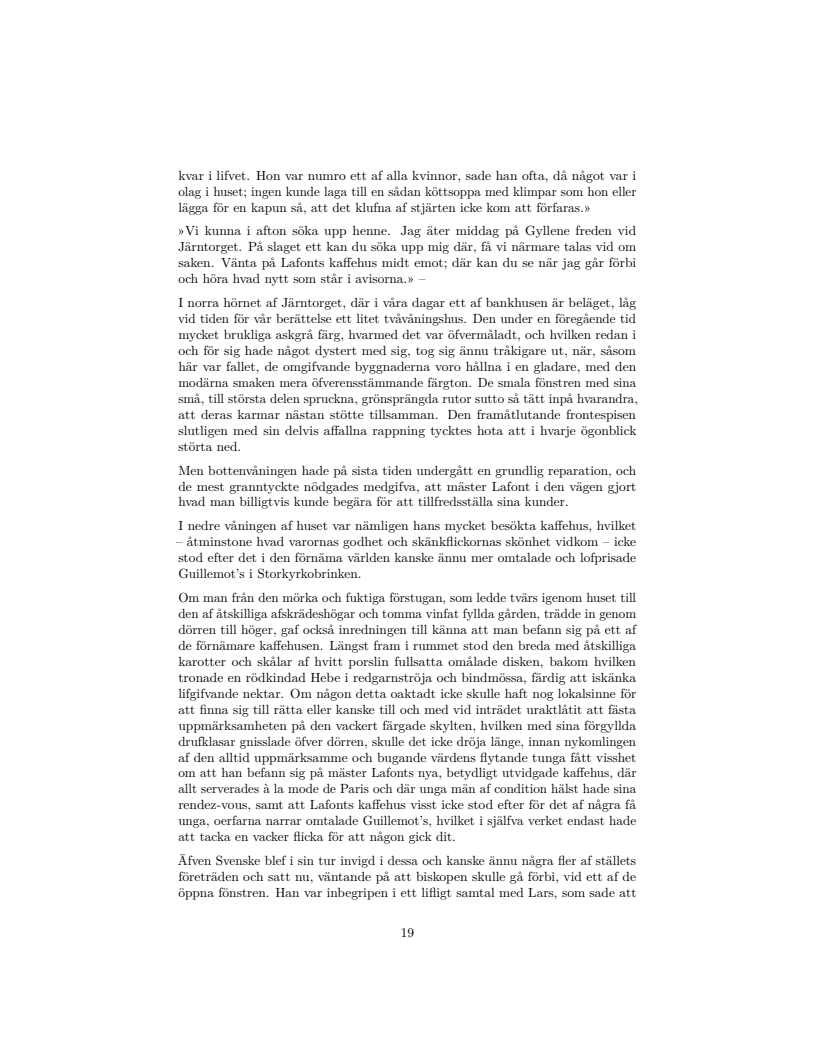 kvar i lifvet. Hon var numro ett af alla kvinnor, sade han ofta, då något var i
olag i huset; ingen kunde laga till en sådan köttsoppa med klimpar som hon eller
lägga för en kapun så, att det klufna af stjärten icke kom att förfaras.»
»Vi kunna i afton söka upp henne. Jag äter middag på Gyllene freden vid
Järntorget. På slaget ett kan du söka upp mig där, få vi närmare talas vid om
saken. Vänta på Lafonts kaffehus midt emot; där kan du se när jag går förbi
och höra hvad nytt som står i avisorna.» –
I norra hörnet af Järntorget, där i våra dagar ett af bankhusen är beläget, låg
vid tiden för vår berättelse ett litet tvåvåningshus. Den under en föregående tid
mycket brukliga askgrå färg, hvarmed det var öfvermåladt, och hvilken redan i
och för sig hade något dystert med sig, tog sig ännu tråkigare ut, när, såsom
här var fallet, de omgifvande byggnaderna voro hållna i en gladare, med den
modärna smaken mera öfverensstämmande färgton. De smala fönstren med sina
små, till största delen spruckna, grönsprängda rutor sutto så tätt inpå hvarandra,
att deras karmar nästan stötte tillsamman. Den framåtlutande frontespisen
slutligen med sin delvis affallna rappning tycktes hota att i hvarje ögonblick
störta ned.
Men bottenvåningen hade på sista tiden undergått en grundlig reparation, och
de mest granntyckte nödgades medgifva, att mäster Lafont i den vägen gjort
hvad man billigtvis kunde begära för att tillfredsställa sina kunder.
I nedre våningen af huset var nämligen hans mycket besökta kaffehus, hvilket
– åtminstone hvad varornas godhet och skänkflickornas skönhet vidkom – icke
stod efter det i den förnäma världen kanske ännu mer omtalade och lofprisade
Guillemot's i Storkyrkobrinken.
Om man från den mörka och fuktiga förstugan, som ledde tvärs igenom huset till
den af åtskilliga afskrädeshögar och tomma vinfat fyllda gården, trädde in genom
dörren till höger, gaf också inredningen till känna att man befann sig på ett af
de förnämare kaffehusen. Längst fram i rummet stod den breda med åtskilliga
karotter och skålar af hvitt porslin fullsatta omålade disken, bakom hvilken
tronade en rödkindad Hebe i redgarnströja och bindmössa, färdig att iskänka
lifgifvande nektar. Om någon detta oaktadt icke skulle haft nog lokalsinne för
att finna sig till rätta eller kanske till och med vid inträdet uraktlåtit att fästa
uppmärksamheten på den vackert färgade skylten, hvilken med sina förgyllda
drufklasar gnisslade öfver dörren, skulle det icke dröja länge, innan nykomlingen
af den alltid uppmärksamme och bugande värdens flytande tunga fått visshet
om att han befann sig på mäster Lafonts nya, betydligt utvidgade kaffehus, där
allt serverades à la mode de Paris och där unga män af condition hälst hade sina
rendez-vous, samt att Lafonts kaffehus visst icke stod efter för det af några få
unga, oerfarna narrar omtalade Guillemot's, hvilket i själfva verket endast hade
att tacka en vacker flicka för att någon gick dit.
Äfven Svenske blef i sin tur invigd i dessa och kanske ännu några fler af ställets
företräden och satt nu, väntande på att biskopen skulle gå förbi, vid ett af de
öppna fönstren. Han var inbegripen i ett lifligt samtal med Lars, som sade att
19